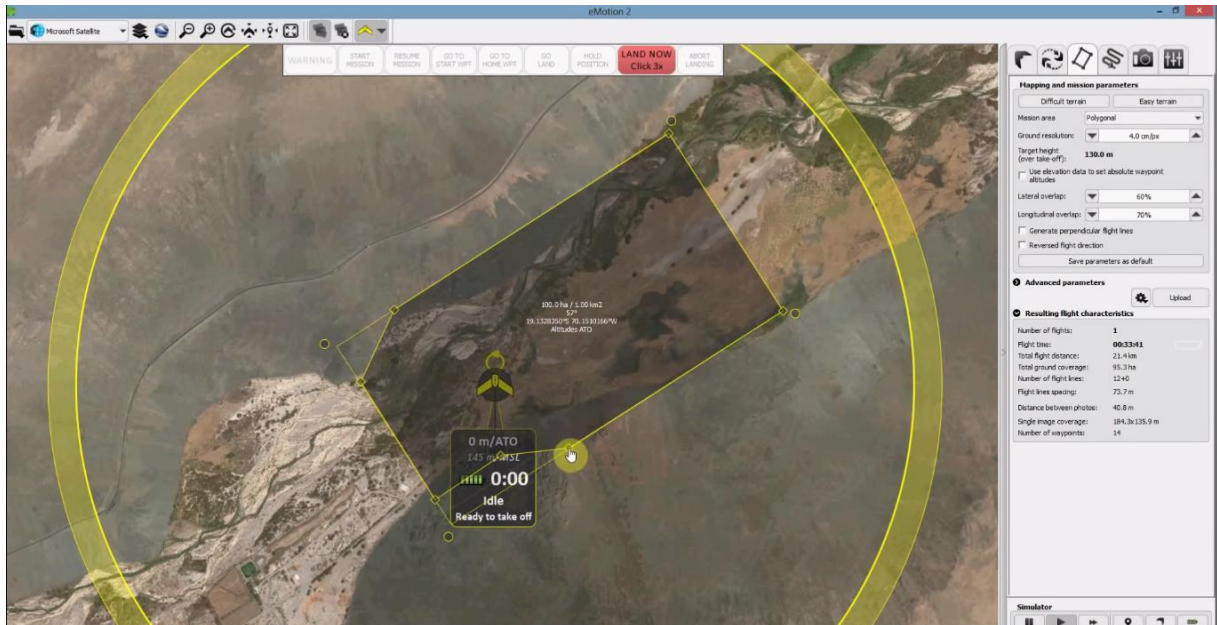 eMotion 2
Microsoft Satellite
WARNING
START MISSION
RESUME MISSION
GO TO START WPT
GO TO HOME WPT
GO LAND
HOLD POSITION
LAND NOW
Click 3x
ABORT LANDING
100.0 ha / 1.00 km2
57°
19.1328350°S 70.1510166°W
Altitudes ATO
0 m/ATO
145 m/MSL
0:00
Idle
Ready to take off
Mapping and mission parameters
Difficult terrain Easy terrain
Mission area Polygonal
Ground resolution: 4.0 cm/px
Target height
(over take-off): 130.0 m
Use elevation data to set absolute waypoint
altitudes
Lateral overlap: 60%
Longitudinal overlap: 70%
Generate perpendicular flight lines
Reversed flight direction
Save parameters as default
Advanced parameters
Upload
Resulting flight characteristics
Number of flights: 1
Flight time: 00:33:41
Total flight distance: 21.4 km
Total ground coverage: 95.3 ha
Number of flight lines: 12+0
Flight lines spacing: 73.7 m
Distance between photos: 40.8 m
Single image coverage: 184.3x135.9 m
Number of waypoints: 14
Simulator